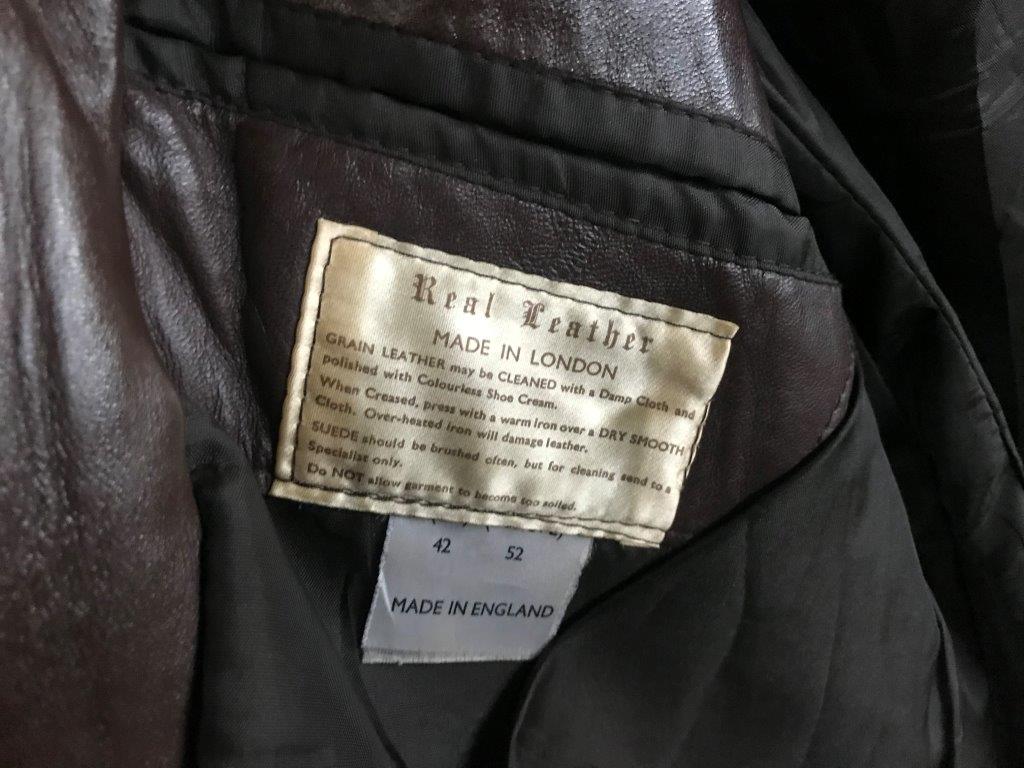 Real Leather
MADE IN LONDON
GRAIN LEATHER may be CLEANED with a Damp Cloth and
polished with Colourless Shoe Cream.
When Creased, press with a warm iron over a DRY SMOOTH
Cloth. Over-heated iron will damage leather.
SUEDE should be brushed often, but for cleaning send to a
Specialist only.
Do NOT allow garment to become too soiled.
42 52
MADE IN ENGLAND